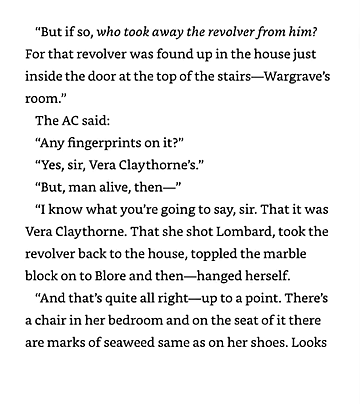 “But if so, who took away the revolver from him?
For that revolver was found up in the house just
inside the door at the top of the stairs—Wargrave’s
room.”
The AC said:
“Any fingerprints on it?”
“Yes, sir, Vera Claythorne’s.”
“But, man alive, then—”
“I know what you’re going to say, sir. That it was
Vera Claythorne. That she shot Lombard, took the
revolver back to the house, toppled the marble
block on to Blore and then—hanged herself.
“And that’s quite all right—up to a point. There’s
a chair in her bedroom and on the seat of it there
are marks of seaweed same as on her shoes. Looks